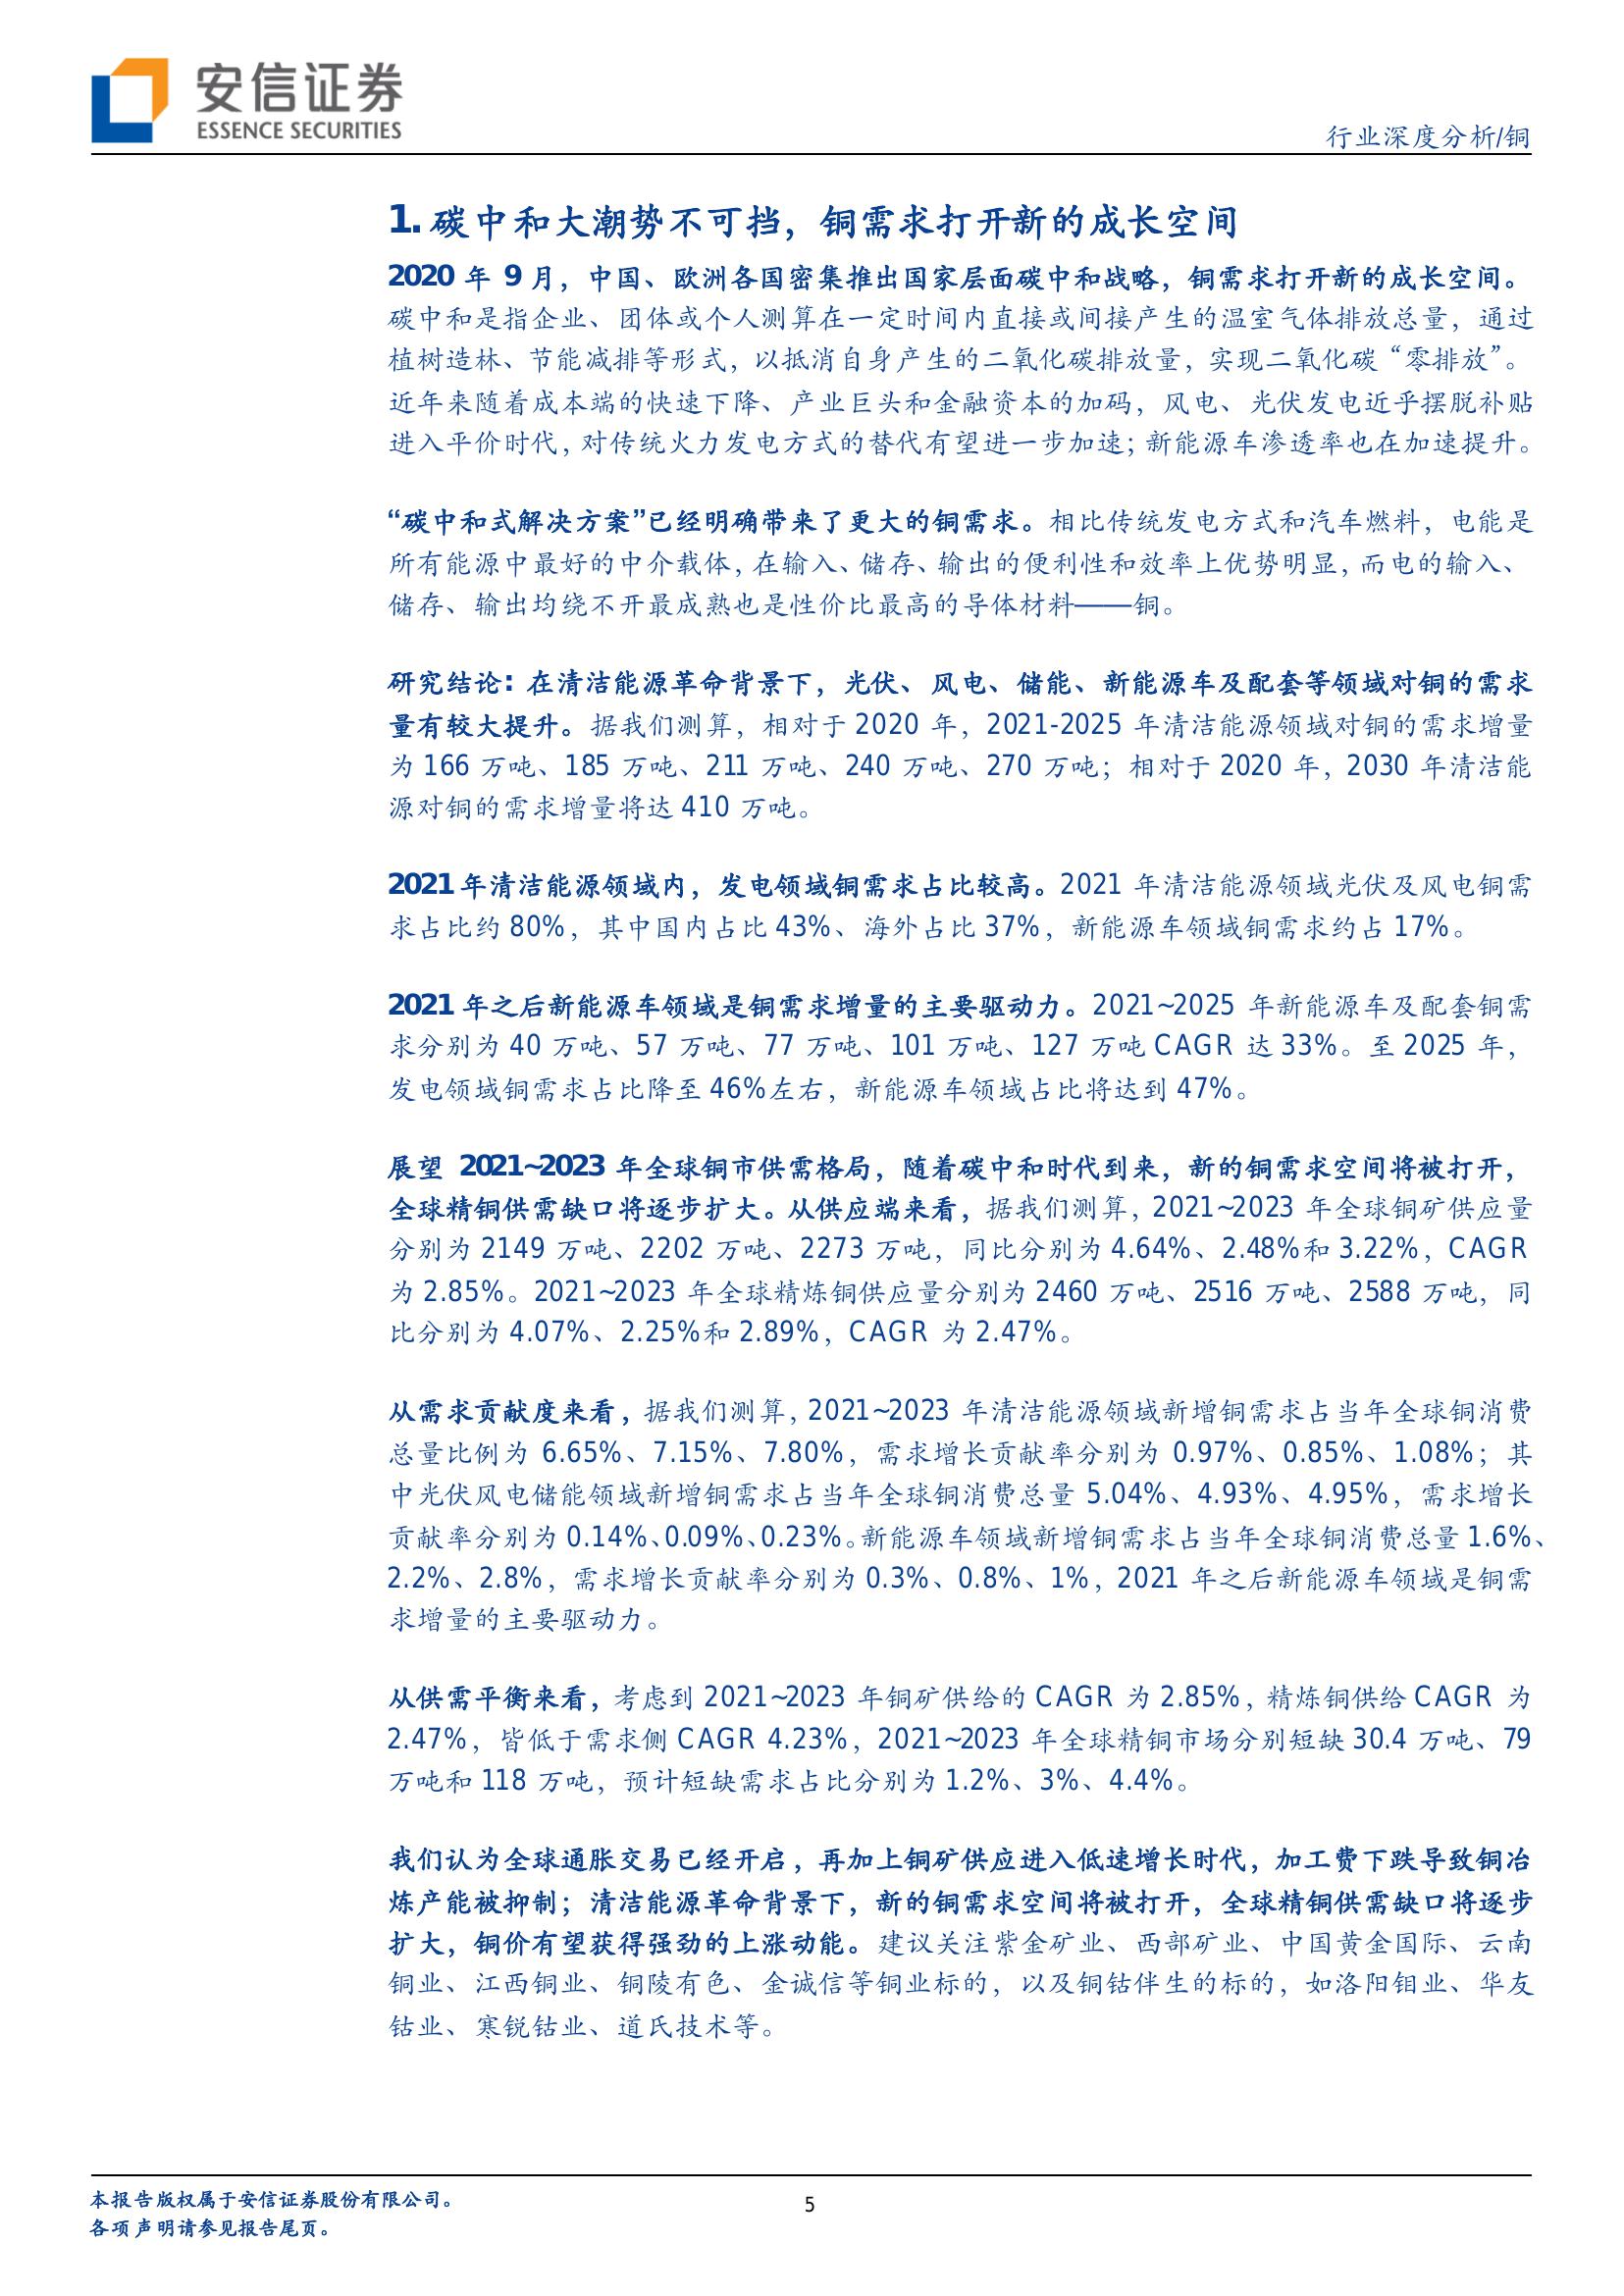 安信证券
ESSENCE SECURITIES
行业深度分析/铜
1. 碳中和大潮势不可挡，铜需求打开新的成长空间
2020 年 9 月，中国、欧洲各国密集推出国家层面碳中和战略，铜需求打开新的成长空间。
碳中和是指企业、团体或个人测算在一定时间内直接或间接产生的温室气体排放总量，通过
植树造林、节能减排等形式，以抵消自身产生的二氧化碳排放量，实现二氧化碳“零排放”。
近年来随着成本端的快速下降、产业巨头和金融资本的加码，风电、光伏发电近乎摆脱补贴
进入平价时代，对传统火力发电方式的替代有望进一步加速；新能源车渗透率也在加速提升。
“碳中和式解决方案”已经明确带来了更大的铜需求。相比传统发电方式和汽车燃料，电能是
所有能源中最好的中介载体，在输入、储存、输出的便利性和效率上优势明显，而电的输入、
储存、输出均绕不开最成熟也是性价比最高的导体材料——铜。
研究结论：在清洁能源革命背景下，光伏、风电、储能、新能源车及配套等领域对铜的需求
量有较大提升。据我们测算，相对于 2020 年，2021-2025 年清洁能源领域对铜的需求增量
为 166 万吨、185 万吨、211 万吨、240 万吨、270 万吨；相对于 2020 年，2030 年清洁能
源对铜的需求增量将达 410 万吨。
2021 年清洁能源领域内，发电领域铜需求占比较高。2021 年清洁能源领域光伏及风电铜需
求占比约 80%，其中国内占比 43%、海外占比 37%，新能源车领域铜需求约占 17%。
2021 年之后新能源车领域是铜需求增量的主要驱动力。2021~2025 年新能源车及配套铜需
求分别为 40 万吨、57 万吨、77 万吨、101 万吨、127 万吨 CAGR 达 33%。至 2025 年，
发电领域铜需求占比降至 46%左右，新能源车领域占比将达到 47%。
展望 2021~2023 年全球铜市供需格局，随着碳中和时代到来，新的铜需求空间将被打开，
全球精铜供需缺口将逐步扩大。从供应端来看，据我们测算，2021~2023 年全球铜矿供应量
分别为 2149 万吨、2202 万吨、2273 万吨，同比分别为 4.64%、2.48%和 3.22%，CAGR
为 2.85%。2021~2023 年全球精炼铜供应量分别为 2460 万吨、2516 万吨、2588 万吨，同
比分别为 4.07%、2.25%和 2.89%，CAGR 为 2.47%。
从需求贡献度来看，据我们测算，2021~2023 年清洁能源领域新增铜需求占当年全球铜消费
总量比例为 6.65%、7.15%、7.80%，需求增长贡献率分别为 0.97%、0.85%、1.08%；其
中光伏风电储能领域新增铜需求占当年全球铜消费总量 5.04%、4.93%、4.95%，需求增长
贡献率分别为 0.14%、0.09%、0.23%。新能源车领域新增铜需求占当年全球铜消费总量 1.6%、
2.2%、2.8%，需求增长贡献率分别为 0.3%、0.8%、1%，2021 年之后新能源车领域是铜需
求增量的主要驱动力。
从供需平衡来看，考虑到 2021~2023 年铜矿供给的 CAGR 为 2.85%，精炼铜供给 CAGR 为
2.47%，皆低于需求侧 CAGR 4.23%，2021~2023 年全球精铜市场分别短缺 30.4 万吨、79
万吨和 118 万吨，预计短缺需求占比分别为 1.2%、3%、4.4%。
我们认为全球通胀交易已经开启，再加上铜矿供应进入低速增长时代，加工费下跌导致铜冶
炼产能被抑制；清洁能源革命背景下，新的铜需求空间将被打开，全球精铜供需缺口将逐步
扩大，铜价有望获得强劲的上涨动能。建议关注紫金矿业、西部矿业、中国黄金国际、云南
铜业、江西铜业、铜陵有色、金诚信等铜业标的，以及铜钴伴生的标的，如洛阳钼业、华友
钴业、寒锐钴业、道氏技术等。
本报告版权属于安信证券股份有限公司。
各项声明请参见报告尾页。
5